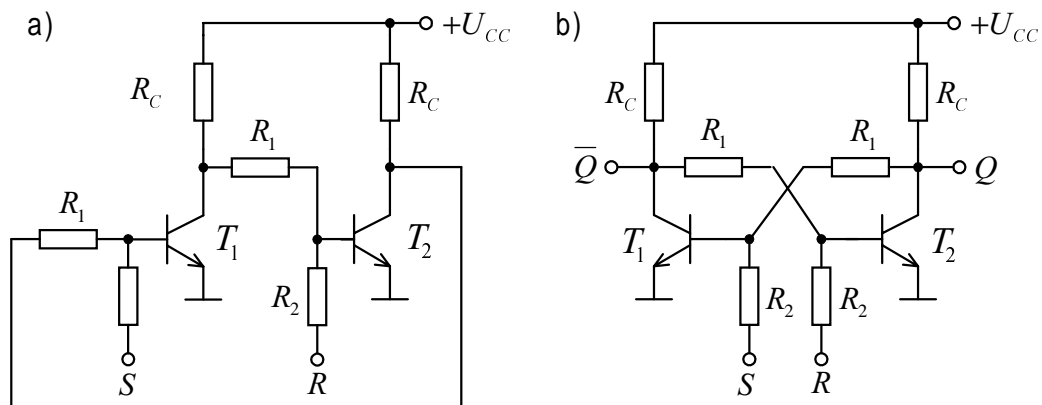 a)
+U_CC
R_C
R_C
R_1
R_1
T_1
T_2
R_2
S
R
b)
+U_CC
R_C
R_C
R_1
R_1
Q̅
Q
T_1
T_2
R_2
R_2
S
R